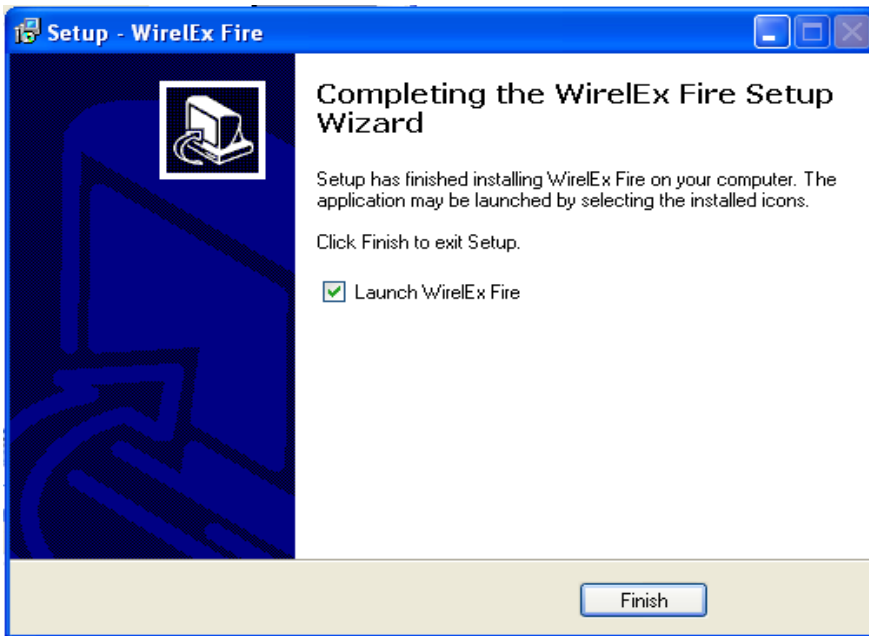 Setup - WirelEx Fire
Completing the WirelEx Fire Setup
Wizard
Setup has finished installing WirelEx Fire on your computer. The
application may be launched by selecting the installed icons.
Click Finish to exit Setup.
Launch WirelEx Fire
Finish